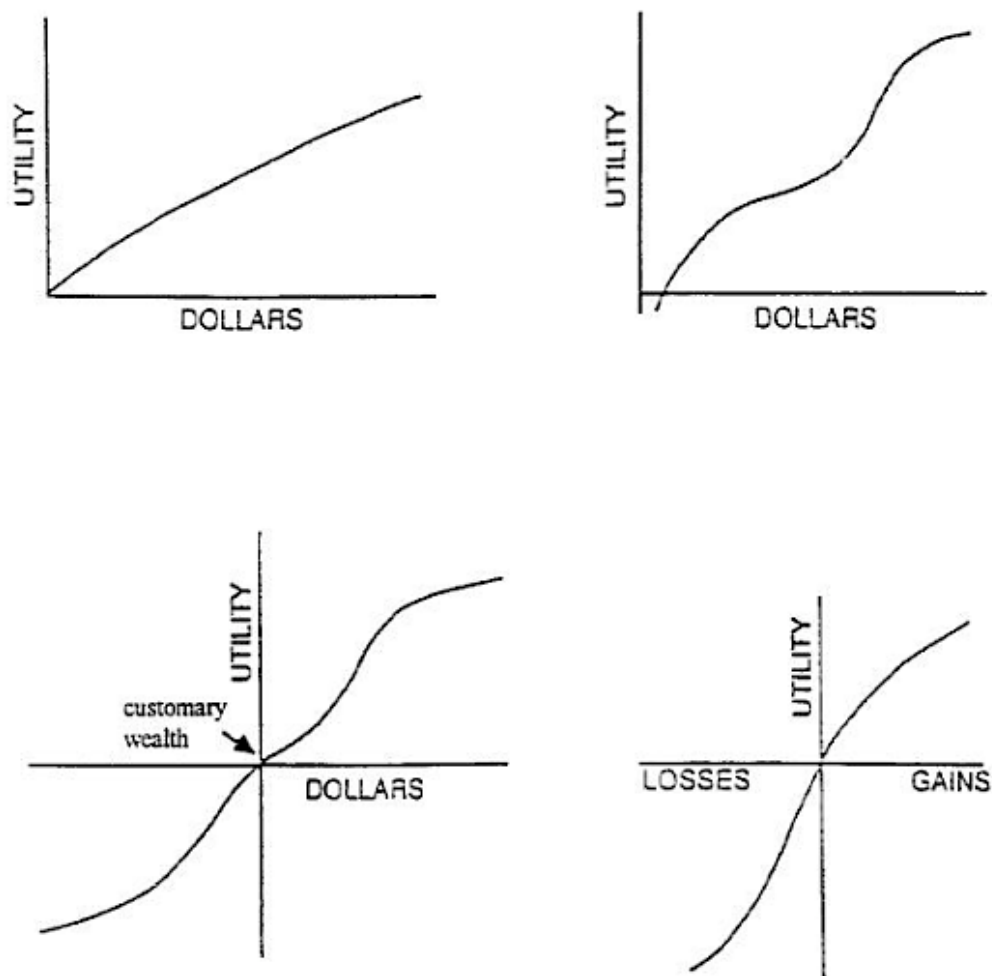 UTILITY
DOLLARS
UTILITY
DOLLARS
UTILITY
customary
wealth
DOLLARS
UTILITY
LOSSES
GAINS